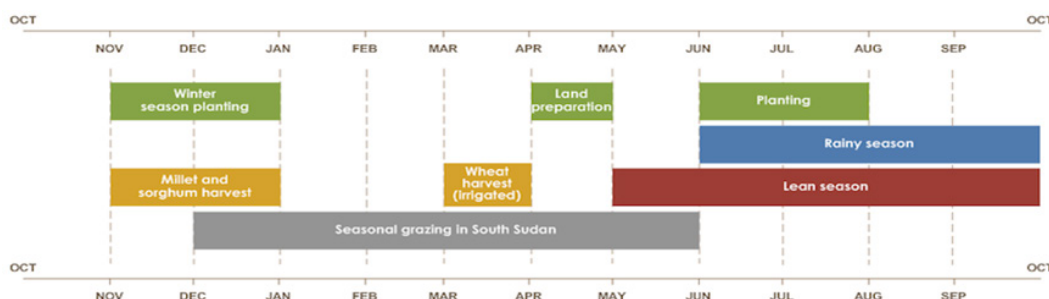 OCT OCT
NOV DEC JAN FEB MAR APR MAY JUN JUL AUG SEP
Winter
season planting
Land
preparation
Planting
Rainy season
Millet and
sorghum harvest
Wheat
harvest
(irrigated)
Lean season
Seasonal grazing in South Sudan
OCT OCT
NOV DEC JAN FEB MAR APR MAY JUN JUL AUG SEP